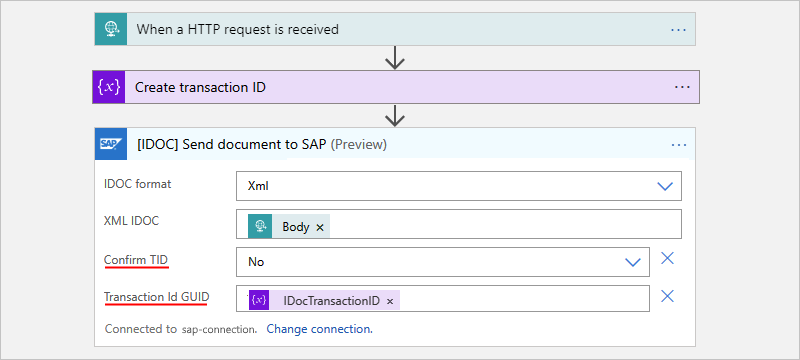 When a HTTP request is received ...
{x} Create transaction ID ...
SAP [IDOC] Send document to SAP (Preview) ...
IDOC format Xml
XML IDOC Body ×
Confirm TID No
Transaction Id GUID {x} IDocTransactionID ×
Connected to sap-connection. Change connection.